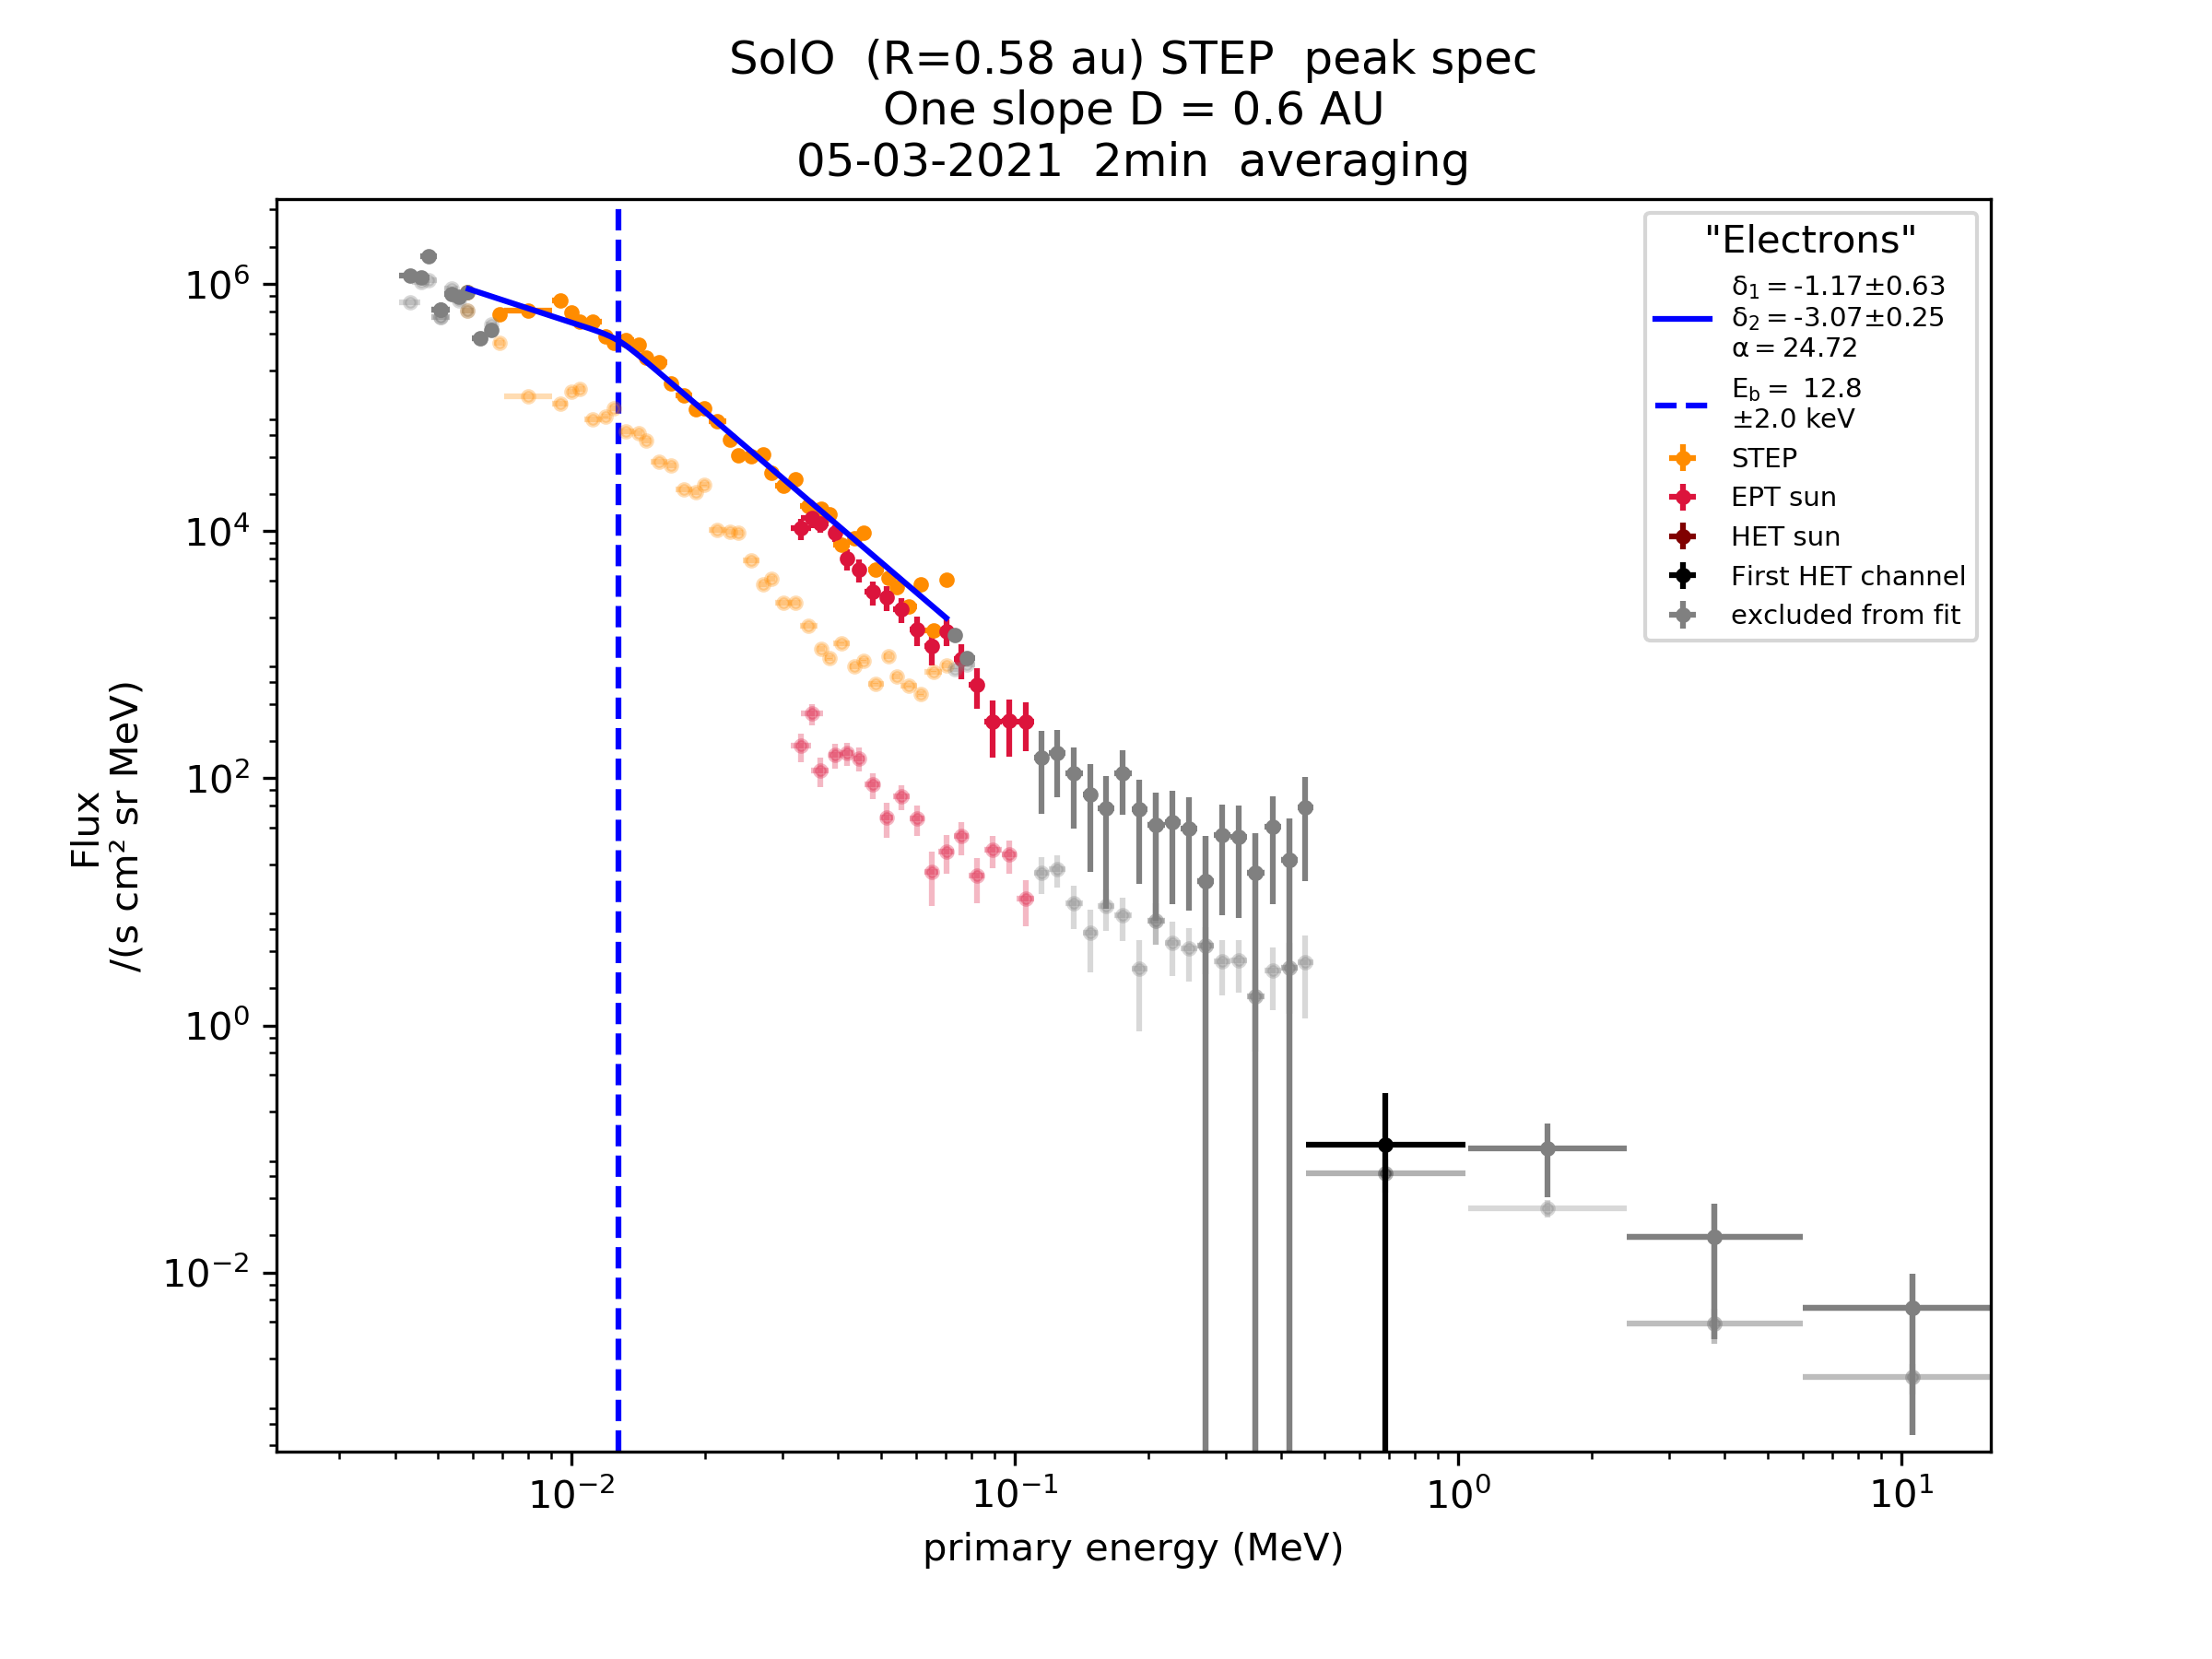 SolO (R=0.58 au) STEP peak spec
One slope D = 0.6 AU
05-03-2021 2min averaging
"Electrons"
δ₁ = -1.17±0.63
δ₂ = -3.07±0.25
α = 24.72
E_b = 12.8
±2.0 keV
STEP
EPT sun
HET sun
First HET channel
excluded from fit
Flux
/(s cm² sr MeV)
10⁶
10⁴
10²
10⁰
10⁻²
10⁻²
10⁻¹
10⁰
10¹
primary energy (MeV)